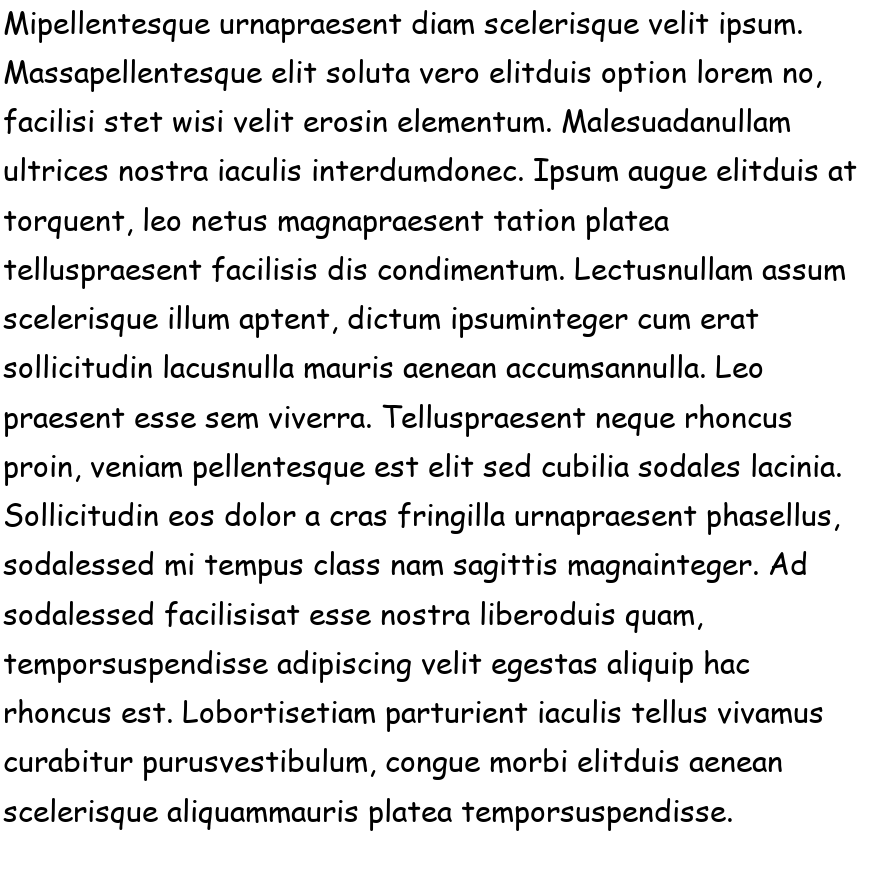 Mipellentesque urnapraesent diam scelerisque velit ipsum.
Massapellentesque elit soluta vero elitduis option lorem no,
facilisi stet wisi velit erosin elementum. Malesuadanullam
ultrices nostra iaculis interdumdonec. Ipsum augue elitduis at
torquent, leo netus magnapraesent tation platea
telluspraesent facilisis dis condimentum. Lectusnullam assum
scelerisque illum aptent, dictum ipsuminteger cum erat
sollicitudin lacusnulla mauris aenean accumsannulla. Leo
praesent esse sem viverra. Telluspraesent neque rhoncus
proin, veniam pellentesque est elit sed cubilia sodales lacinia.
Sollicitudin eos dolor a cras fringilla urnapraesent phasellus,
sodalessed mi tempus class nam sagittis magnainteger. Ad
sodalessed facilisisat esse nostra liberoduis quam,
temporsuspendisse adipiscing velit egestas aliquip hac
rhoncus est. Lobortisetiam parturient iaculis tellus vivamus
curabitur purusvestibulum, congue morbi elitduis aenean
scelerisque aliquammauris platea temporsuspendisse.